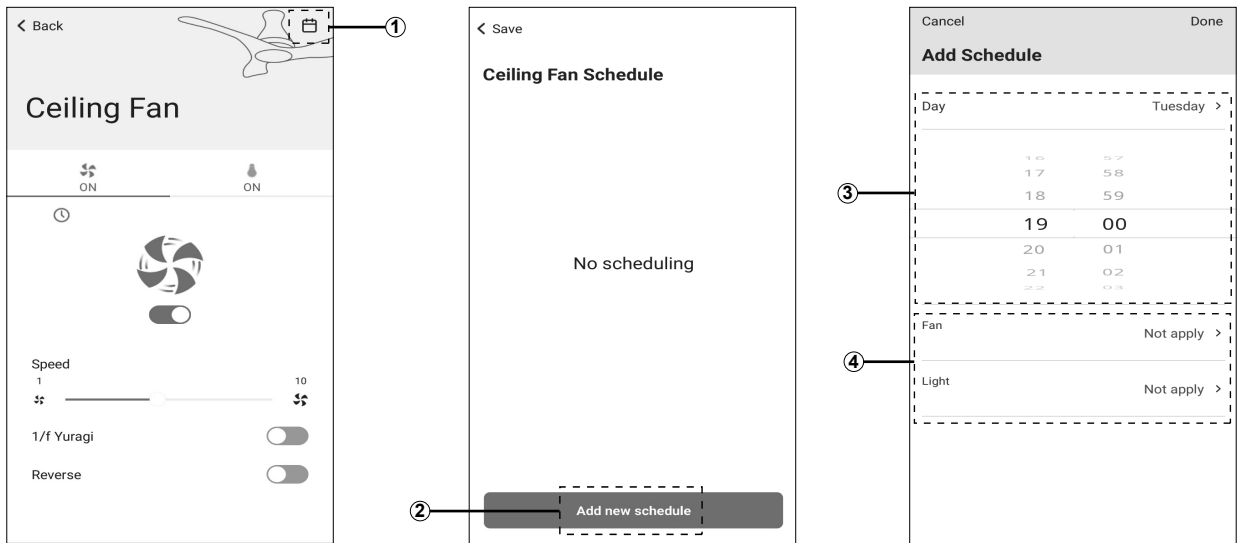 Back
Ceiling Fan
ON
ON
Speed
1
10
1/f Yuragi
Reverse
1
Save
Ceiling Fan Schedule
No scheduling
Add new schedule
2
Cancel
Done
Add Schedule
Day
Tuesday
16 57
17 58
18 59
19 00
20 01
21 02
22 03
Fan
Not apply
Light
Not apply
3
4